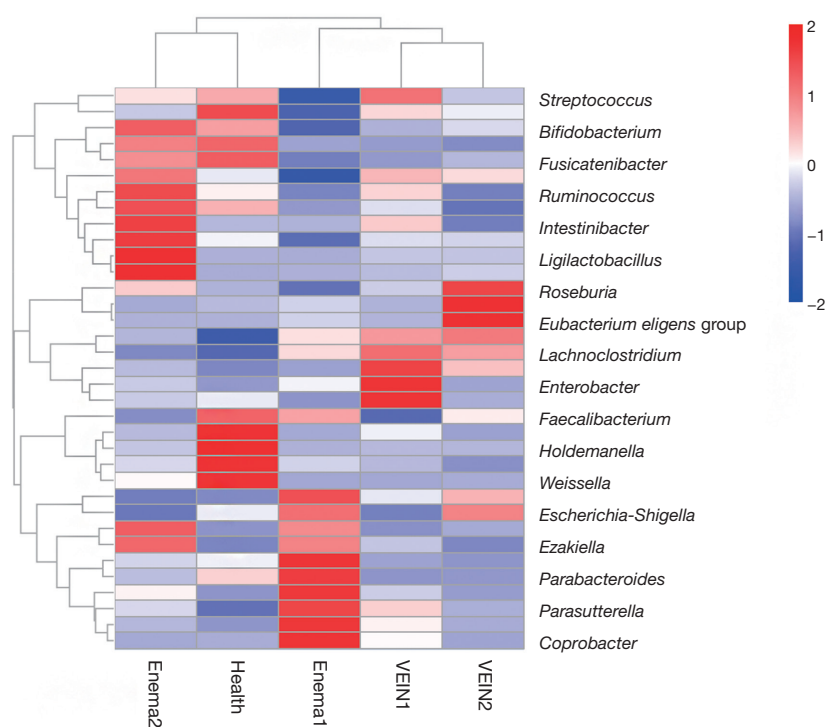 2
1
0
−1
−2
Streptococcus
Bifidobacterium
Fusicatenibacter
Ruminococcus
Intestinibacter
Ligilactobacillus
Roseburia
Eubacterium eligens group
Lachnoclostridium
Enterobacter
Faecalibacterium
Holdemanella
Weissella
Escherichia-Shigella
Ezakiella
Parabacteroides
Parasutterella
Coprobacter
Enema2
Health
Enema1
VEIN1
VEIN2